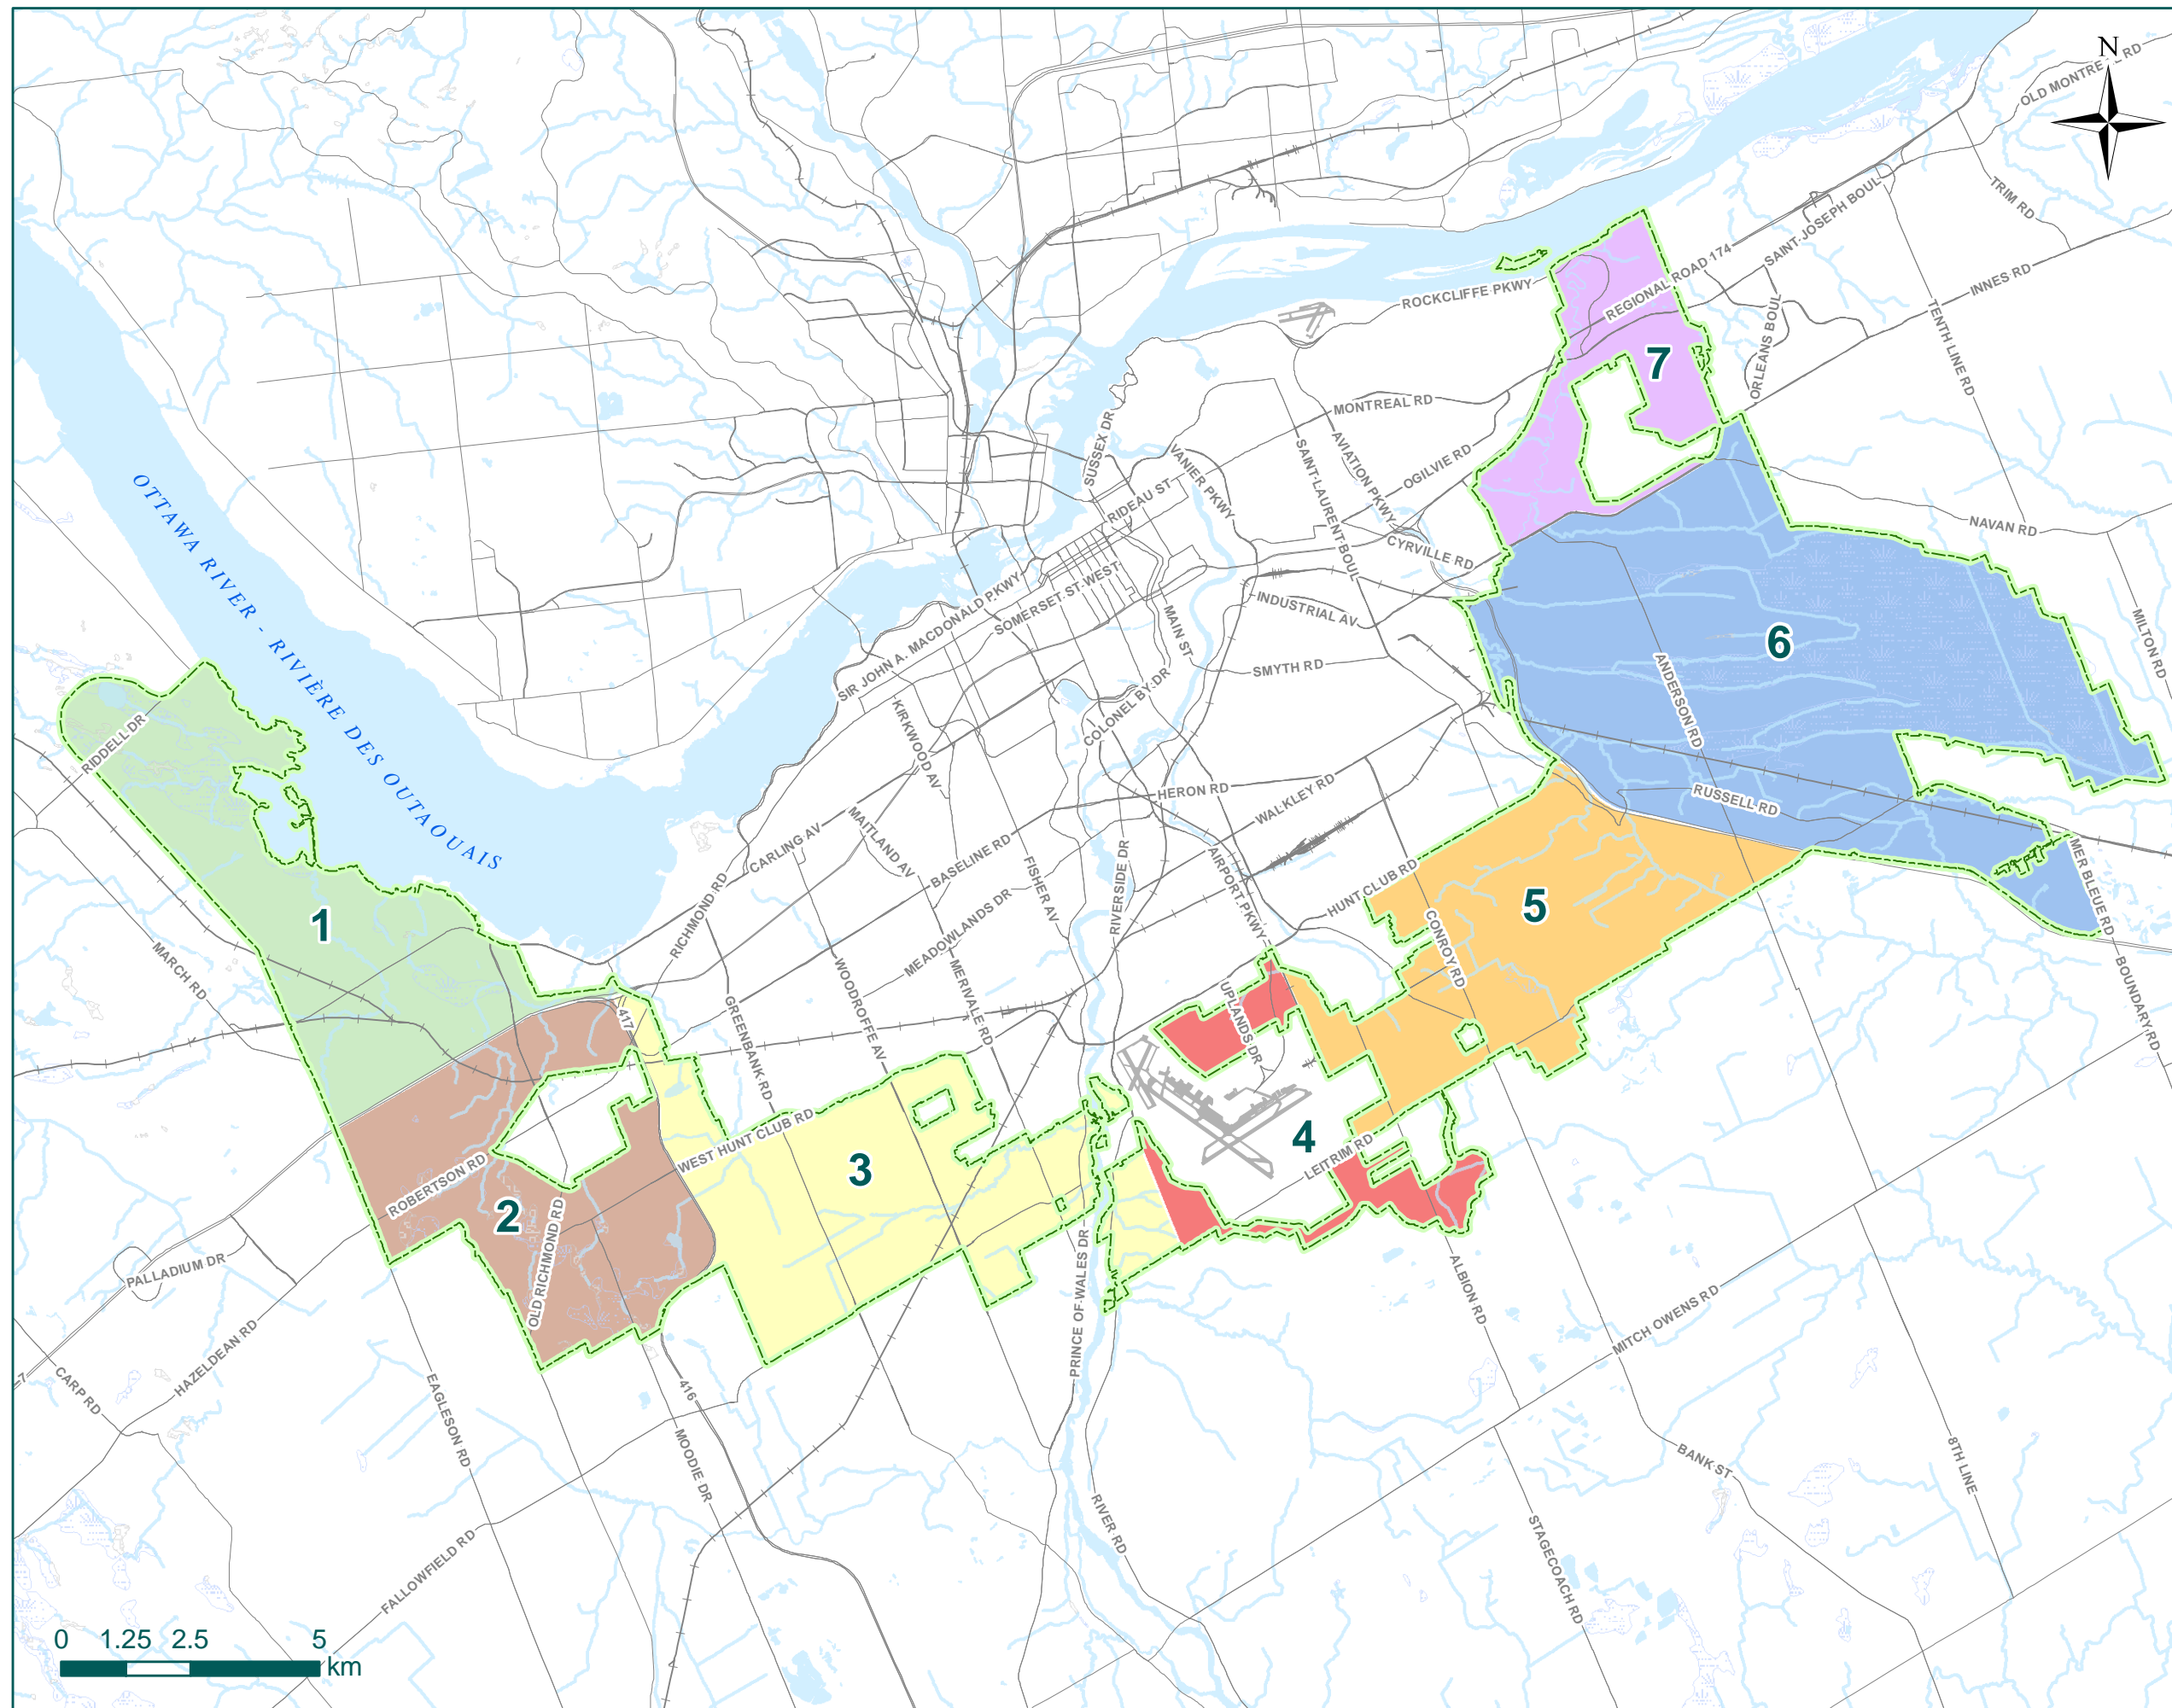 N
OLD MONTRE L RD
TRIM RD
SAINT JOSEPH BOUL
REGIONAL ROAD 174
INNES RD
ROCKCLIFFE PKWY
ORLEANS BOUL
TENTH LINE RD
7
MONTREAL RD
SUSSEX DR
VANIER PKWY
AVIATION PKWY
SAINT LAURENT BOUL
OGILVIE RD
RIDEAU ST
OTTAWA RIVER - RIVIÈRE DES OUTAOUAIS
NAVAN RD
CYRVILLE RD
SIR JOHN A. MACDONALD PKWY
SOMERSET ST WEST
INDUSTRIAL AV
MAIN ST
6
MILTON RD
SMYTH RD
ANDERSON RD
COLONEL BY DR
RIDDELL DR
KIRKWOOD AV
HERON RD
WALKLEY RD
RUSSELL RD
CARLING AV
MAITLAND AV
BASELINE RD
FISHER AV
RIVERSIDE DR
AIRPORT PKWY
MER BLEUE RD
HUNT CLUB RD
1
5
RICHMOND RD
MEADOWLANDS DR
CONROY RD
MARCH RD
WOODROFFE AV
MERIVALE RD
BOUNDARY RD
417
GREENBANK RD
UPLANDS DR
WEST HUNT CLUB RD
4
LEITRIM RD
3
ROBERTSON RD
2
OLD RICHMOND RD
PALLADIUM DR
PRINCE OF WALES DR
ALBION RD
MITCH OWENS RD
HAZELDEAN RD
7
CARP RD
EAGLESON RD
416
MOODIE DR
BANK ST
8TH LINE
RIVER RD
STAGECOACH RD
FALLOWFIELD RD
0 1.25 2.5 5
km